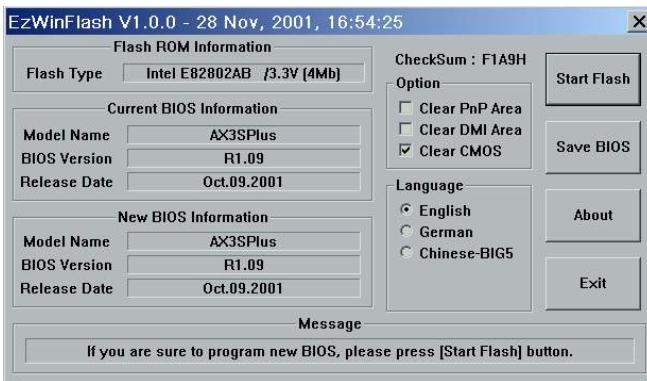 EzWinFlash V1.0.0 - 28 Nov, 2001, 16:54:25
Flash ROM Information
Flash Type Intel E82802AB /3.3V (4Mb)
Current BIOS Information
Model Name AX3SPlus
BIOS Version R1.09
Release Date Oct.09.2001
New BIOS Information
Model Name AX3SPlus
BIOS Version R1.09
Release Date Oct.09.2001
CheckSum : F1A9H
Option
Clear PnP Area
Clear DMI Area
Clear CMOS
Language
English
German
Chinese-BIG5
Start Flash
Save BIOS
About
Exit
Message
If you are sure to program new BIOS, please press [Start Flash] button.